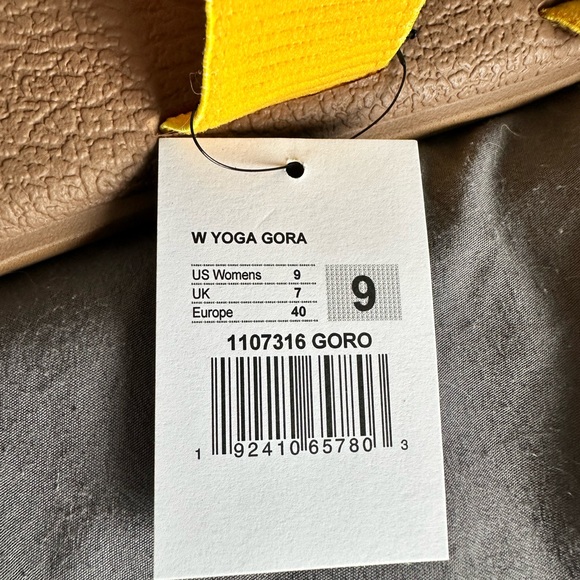 W YOGA GORA
US Womens 9
UK 7
Europe 40
9
1107316 GORO
1 92410 65780 3